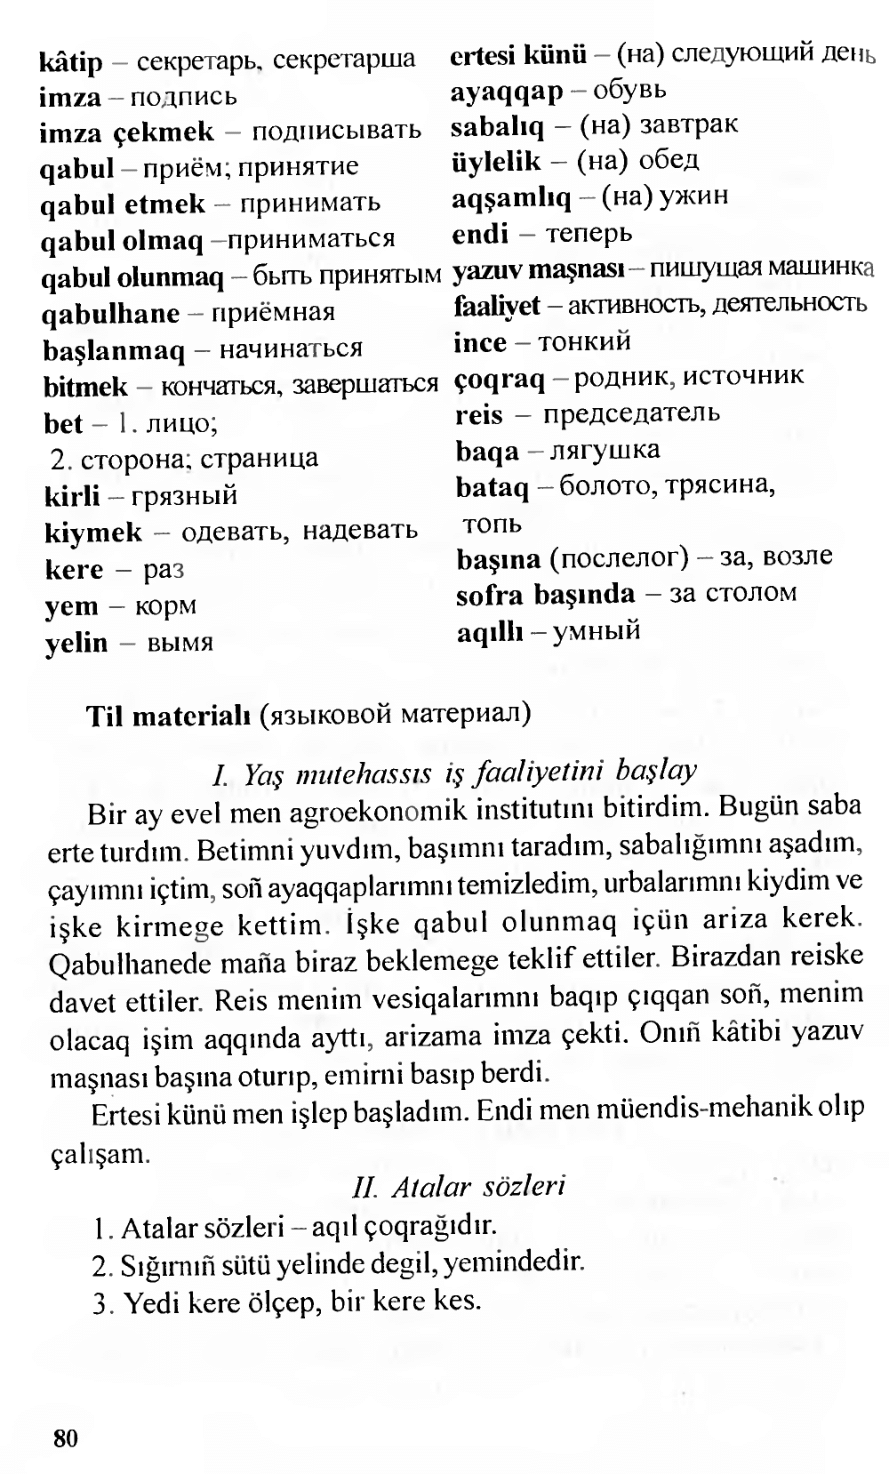 kâtip – секретарь, секретарша
imza – подпись
imza çekmek – подписывать
qabul – приём; принятие
qabul etmek – принимать
qabul olmaq –приниматься
qabul olunmaq – быть принятым
qabulhane – приёмная
başlanmaq – начинаться
bitmek – кончаться, завершаться
bet – 1. лицо;
2. сторона; страница
kirli – грязный
kiymek – одевать, надевать
kere – раз
yem – корм
yelin – вымя
ertesi künü – (на) следующий день
ayaqqap – обувь
sabalıq – (на) завтрак
üylelik – (на) обед
aqşamlıq – (на) ужин
endi – теперь
yazuv maşnası – пишущая машинка
faaliyet – активность, деятельность
ince – тонкий
çoqraq – родник, источник
reis – председатель
baqa – лягушка
bataq – болото, трясина,
топь
başına (послелог) – за, возле
sofra başında – за столом
aqıllı – умный
Til materialı (языковой материал)
I. Yaş mutehassıs iş faaliyetini başlay
Bir ay evel men agroekonomik institutını bitirdim. Bugün saba
erte turdım. Betimni yuvdım, başımnı taradım, sabalığımnı aşadım,
çayımnı içtim, soñ ayaqqaplarımnı temizledim, urbalarımnı kiydim ve
işke kirmege kettim. İşke qabul olunmaq içün ariza kerek.
Qabulhanede maña biraz beklemege teklif ettiler. Birazdan reiske
davet ettiler. Reis menim vesiqalarımnı baqıp çıqqan soñ, menim
olacaq işim aqqında ayttı, arizama imza çekti. Onıñ kâtibi yazuv
maşnası başına oturıp, emirni basıp berdi.
Ertesi künü men işlep başladım. Endi men müendis-mehanik olıp
çalışam.
II. Atalar sözleri
1. Atalar sözleri – aqıl çoqrağıdır.
2. Sığırnıñ sütü yelinde degil, yemindedir.
3. Yedi kere ölçep, bir kere kes.
80